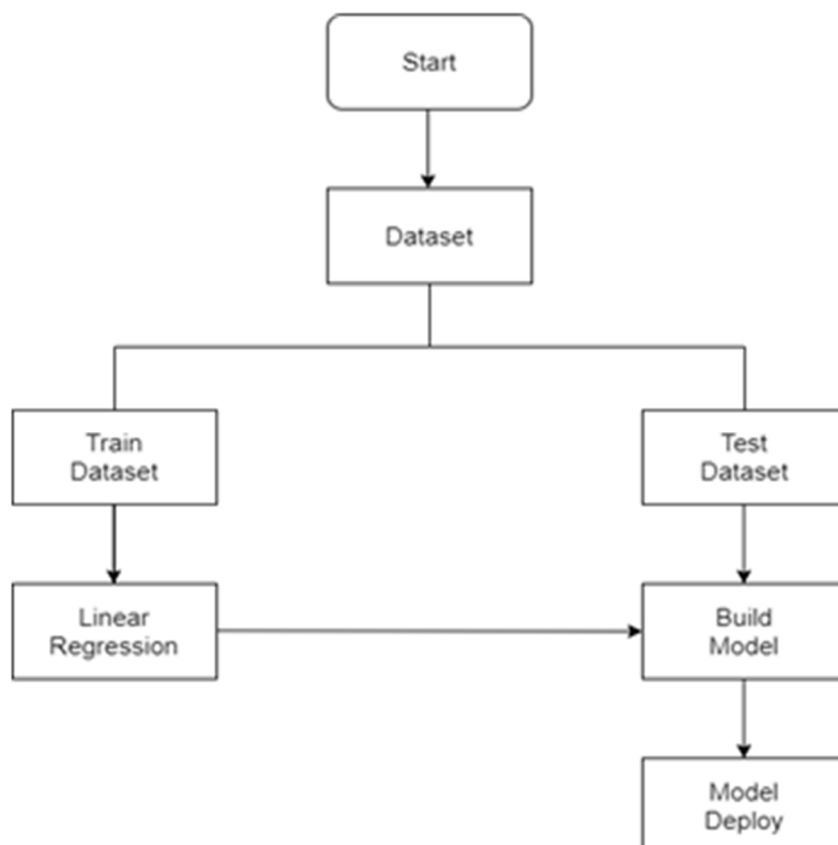 Start
Dataset
Train
Dataset
Test
Dataset
Linear
Regression
Build
Model
Model
Deploy